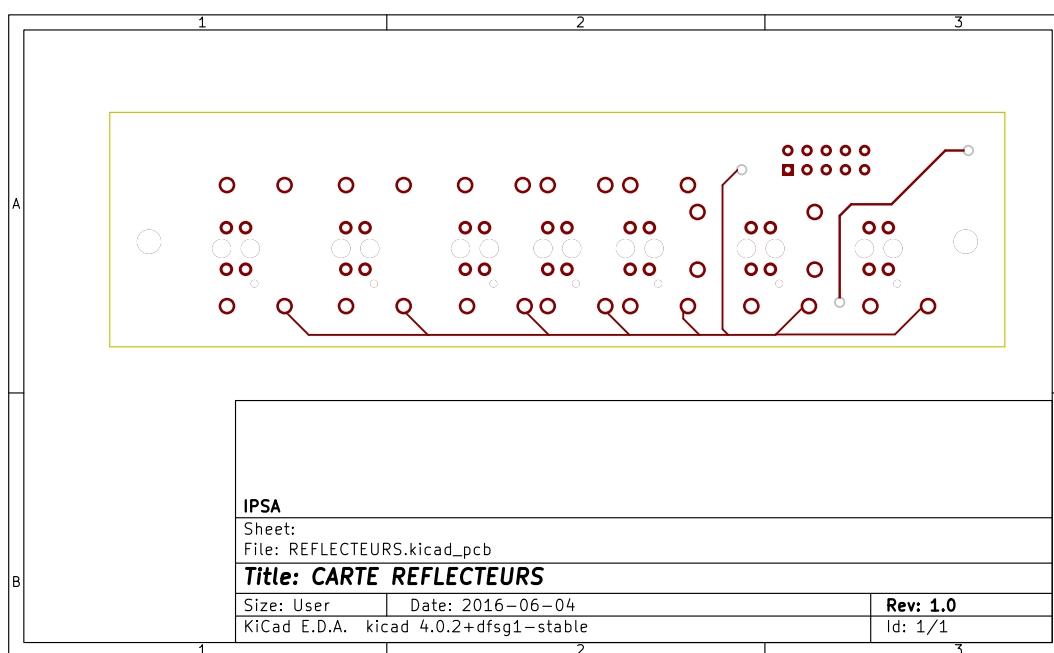 1 2 3
A
IPSA
Sheet:
File: REFLECTEURS.kicad_pcb
Title: CARTE REFLECTEURS
B
Size: User Date: 2016-06-04 Rev: 1.0
KiCad E.D.A. kicad 4.0.2+dfsg1-stable Id: 1/1
1 2 3